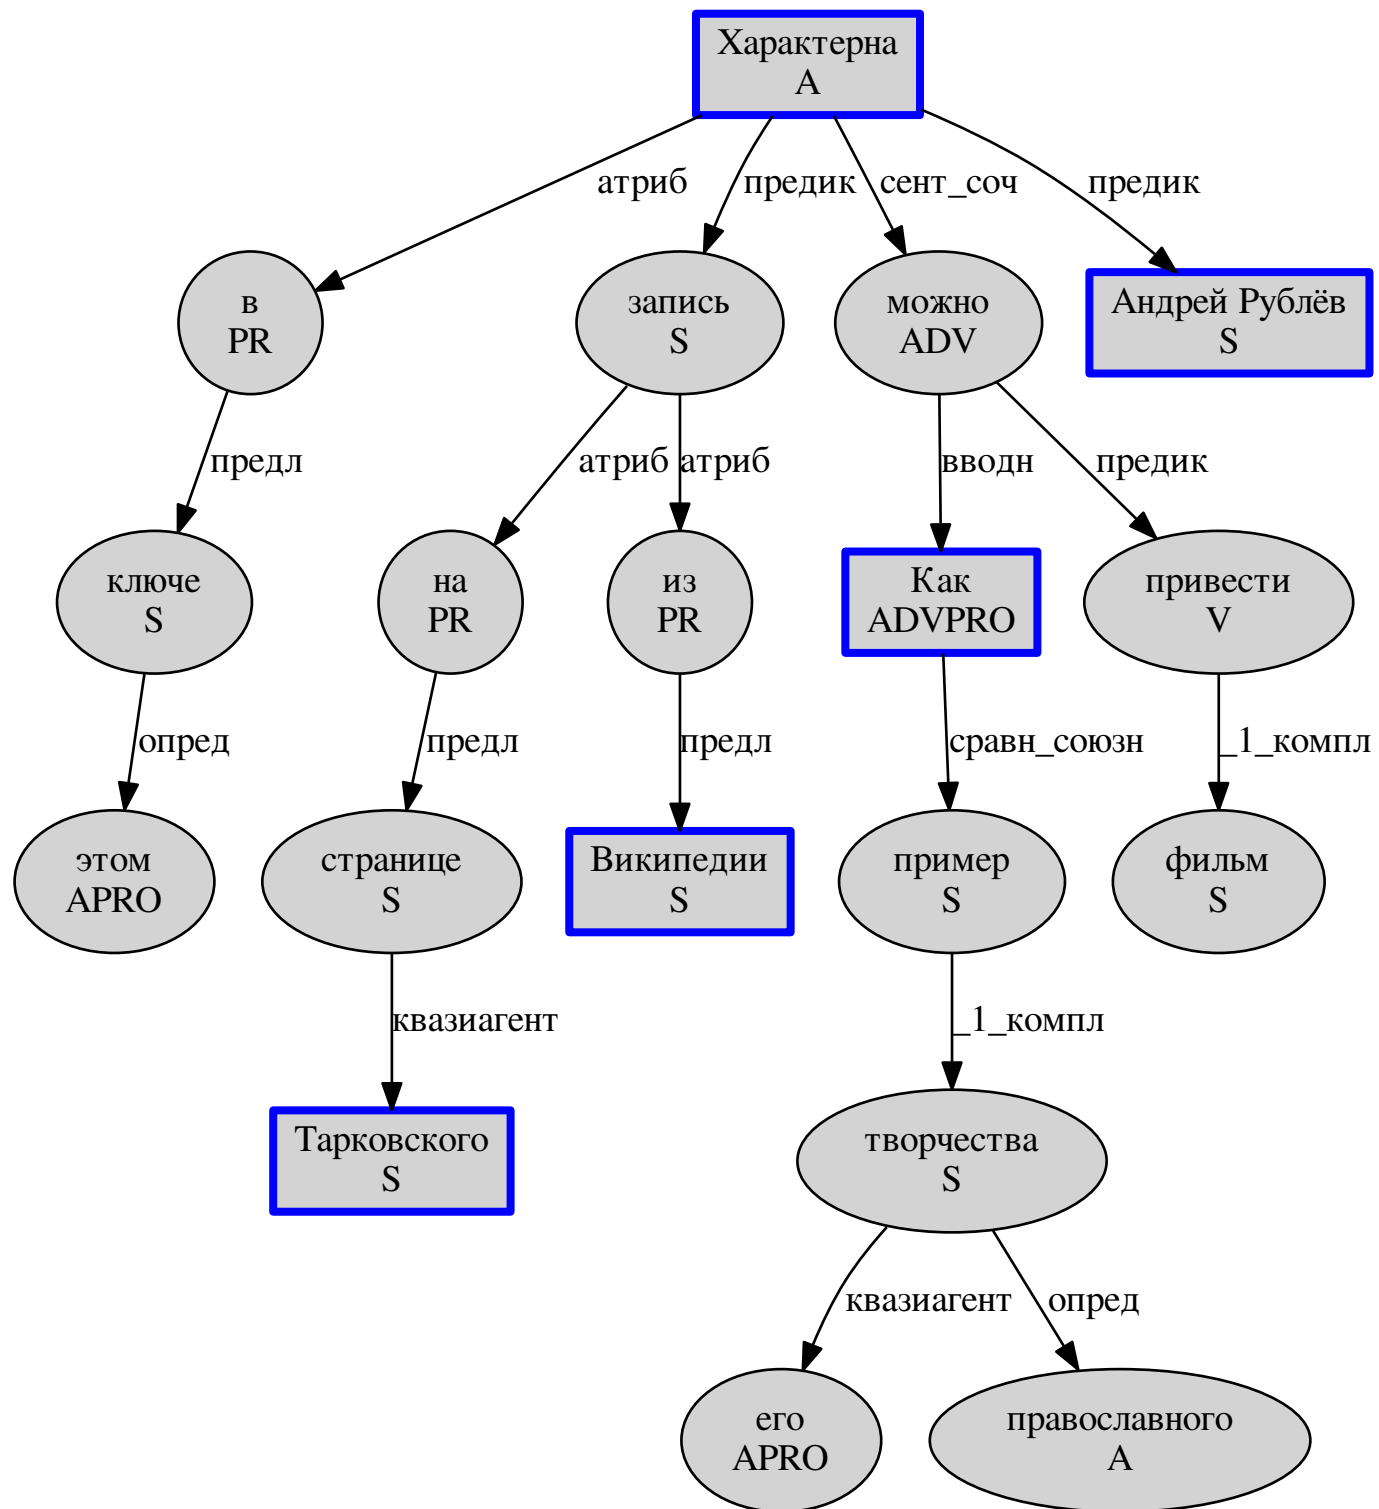 Характерна
A
атриб
предик
сент_соч
предик
в
PR
запись
S
можно
ADV
Андрей Рублёв
S
предл
атриб
атриб
вводн
предик
ключе
S
на
PR
из
PR
Как
ADVPRO
привести
V
опред
предл
предл
сравн_союзн
_1_компл
этом
APRO
странице
S
Википедии
S
пример
S
фильм
S
квазиагент
_1_компл
Тарковского
S
творчества
S
квазиагент
опред
его
APRO
православного
A